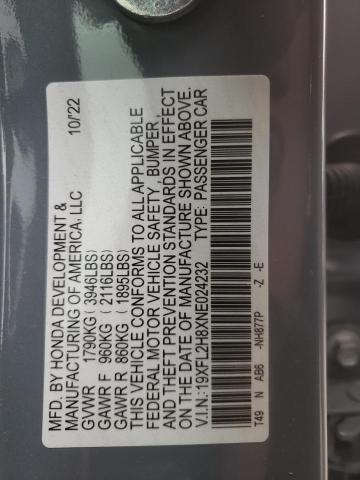 MFD. BY HONDA DEVELOPMENT &
MANUFACTURING OF AMERICA, LLC 10/22
GVWR 1790KG (3946LBS)
GAWR F 960KG (2116LBS)
GAWR R 860KG (1895LBS)
THIS VEHICLE CONFORMS TO ALL APPLICABLE
FEDERAL MOTOR VEHICLE SAFETY, BUMPER,
AND THEFT PREVENTION STANDARDS IN EFFECT
ON THE DATE OF MANUFACTURE SHOWN ABOVE.
V.I.N.:19XFL2H8XNE024232 TYPE: PASSENGER CAR
T49 N AB6 -NH877P -Z -E